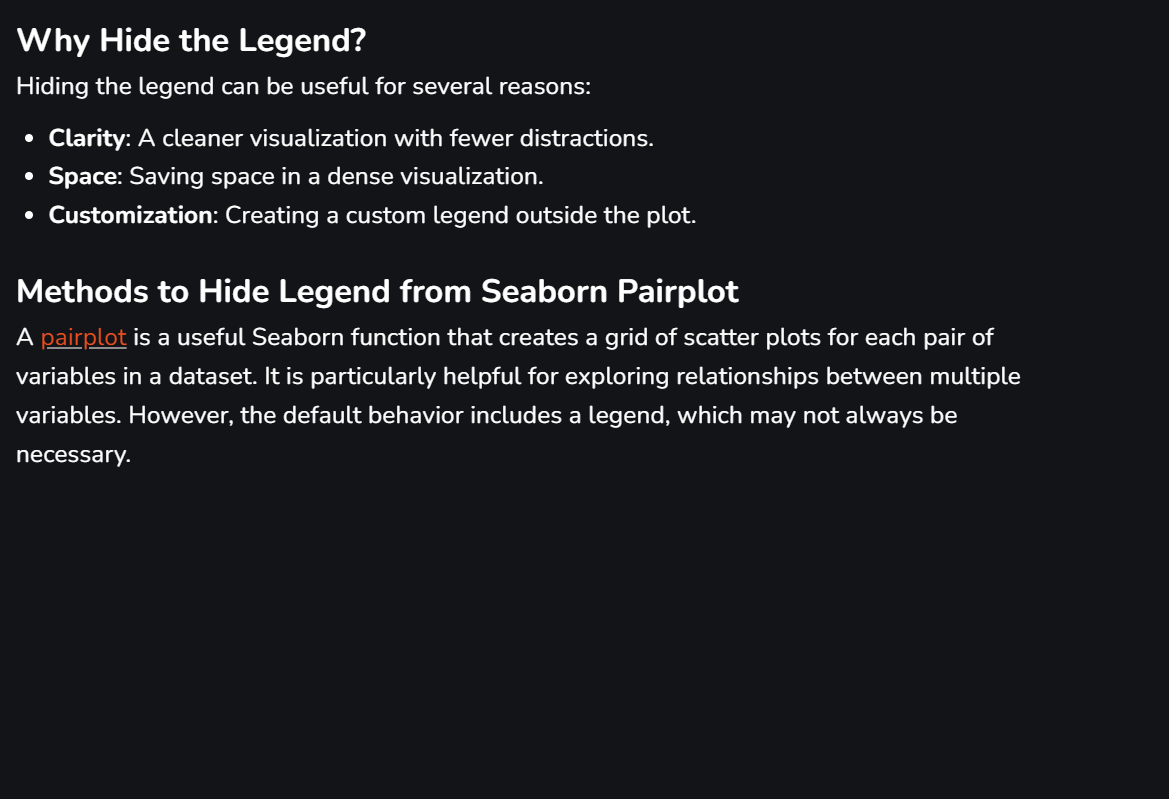 Why Hide the Legend?
Hiding the legend can be useful for several reasons:
• Clarity: A cleaner visualization with fewer distractions.
• Space: Saving space in a dense visualization.
• Customization: Creating a custom legend outside the plot.
Methods to Hide Legend from Seaborn Pairplot
A pairplot is a useful Seaborn function that creates a grid of scatter plots for each pair of
variables in a dataset. It is particularly helpful for exploring relationships between multiple
variables. However, the default behavior includes a legend, which may not always be
necessary.